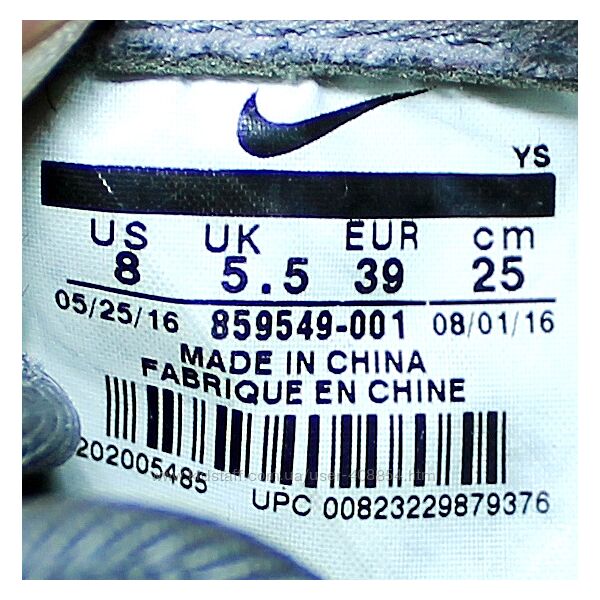 YS
US UK EUR cm
8 5.5 39 25
05/25/16 859549-001 08/01/16
MADE IN CHINA
FABRIQUE EN CHINE
202005485
UPC 00823229879376